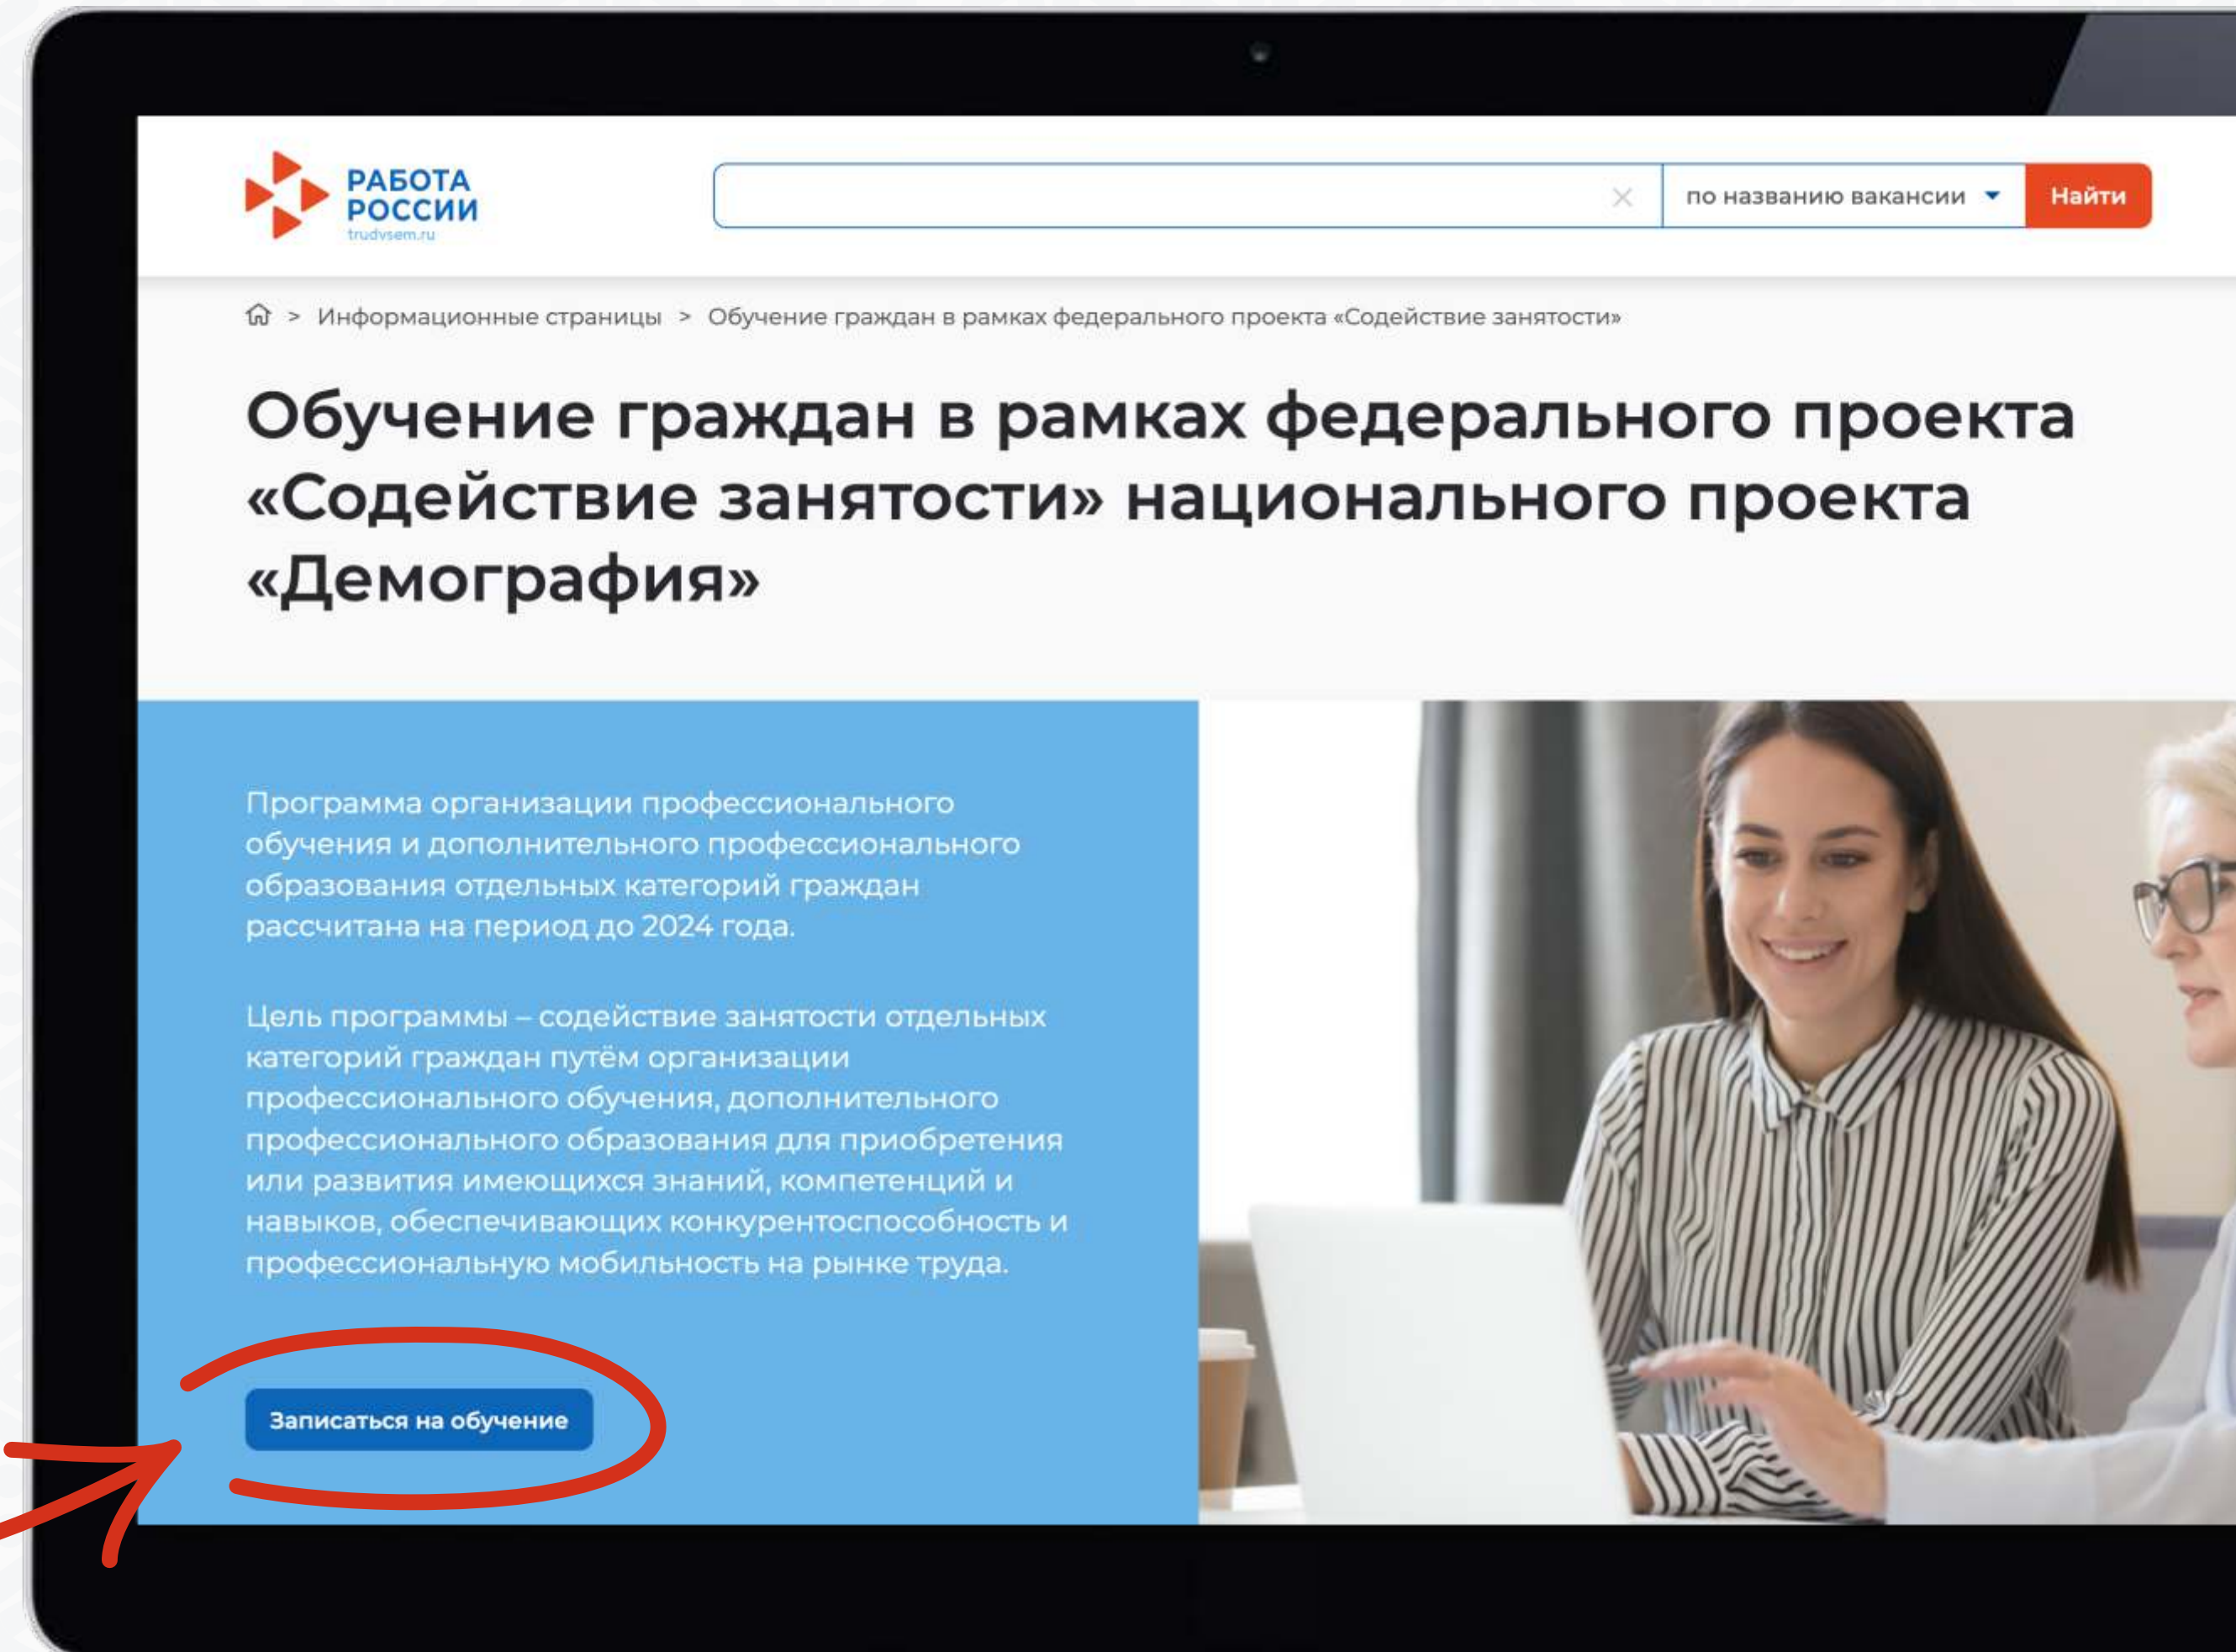 РАБОТА
РОССИИ
trudvsem.ru
по названию вакансии
Найти
> Информационные страницы > Обучение граждан в рамках федерального проекта «Содействие занятости»
Обучение граждан в рамках федерального проекта
«Содействие занятости» национального проекта
«Демография»
Программа организации профессионального
обучения и дополнительного профессионального
образования отдельных категорий граждан
рассчитана на период до 2024 года.
Цель программы – содействие занятости отдельных
категорий граждан путём организации
профессионального обучения, дополнительного
профессионального образования для приобретения
или развития имеющихся знаний, компетенций и
навыков, обеспечивающих конкурентоспособность и
профессиональную мобильность на рынке труда.
Записаться на обучение